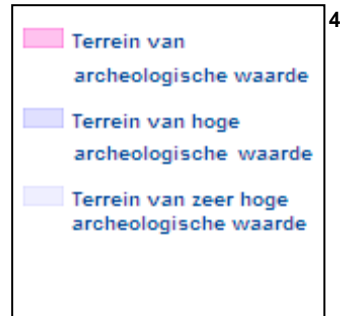 4
Terrein van
archeologische waarde
Terrein van hoge
archeologische waarde
Terrein van zeer hoge
archeologische waarde